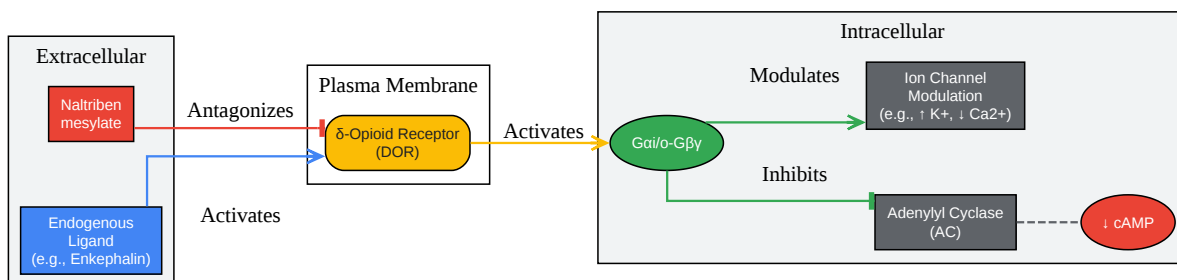 Extracellular
Naltriben
mesylate
Antagonizes
Endogenous
Ligand
(e.g., Enkephalin)
Activates
Plasma Membrane
δ-Opioid Receptor
(DOR)
Activates
Intracellular
Gαi/o-Gβγ
Modulates
Ion Channel
Modulation
(e.g., ↑ K+, ↓ Ca2+)
Inhibits
Adenylyl Cyclase
(AC)
↓ cAMP